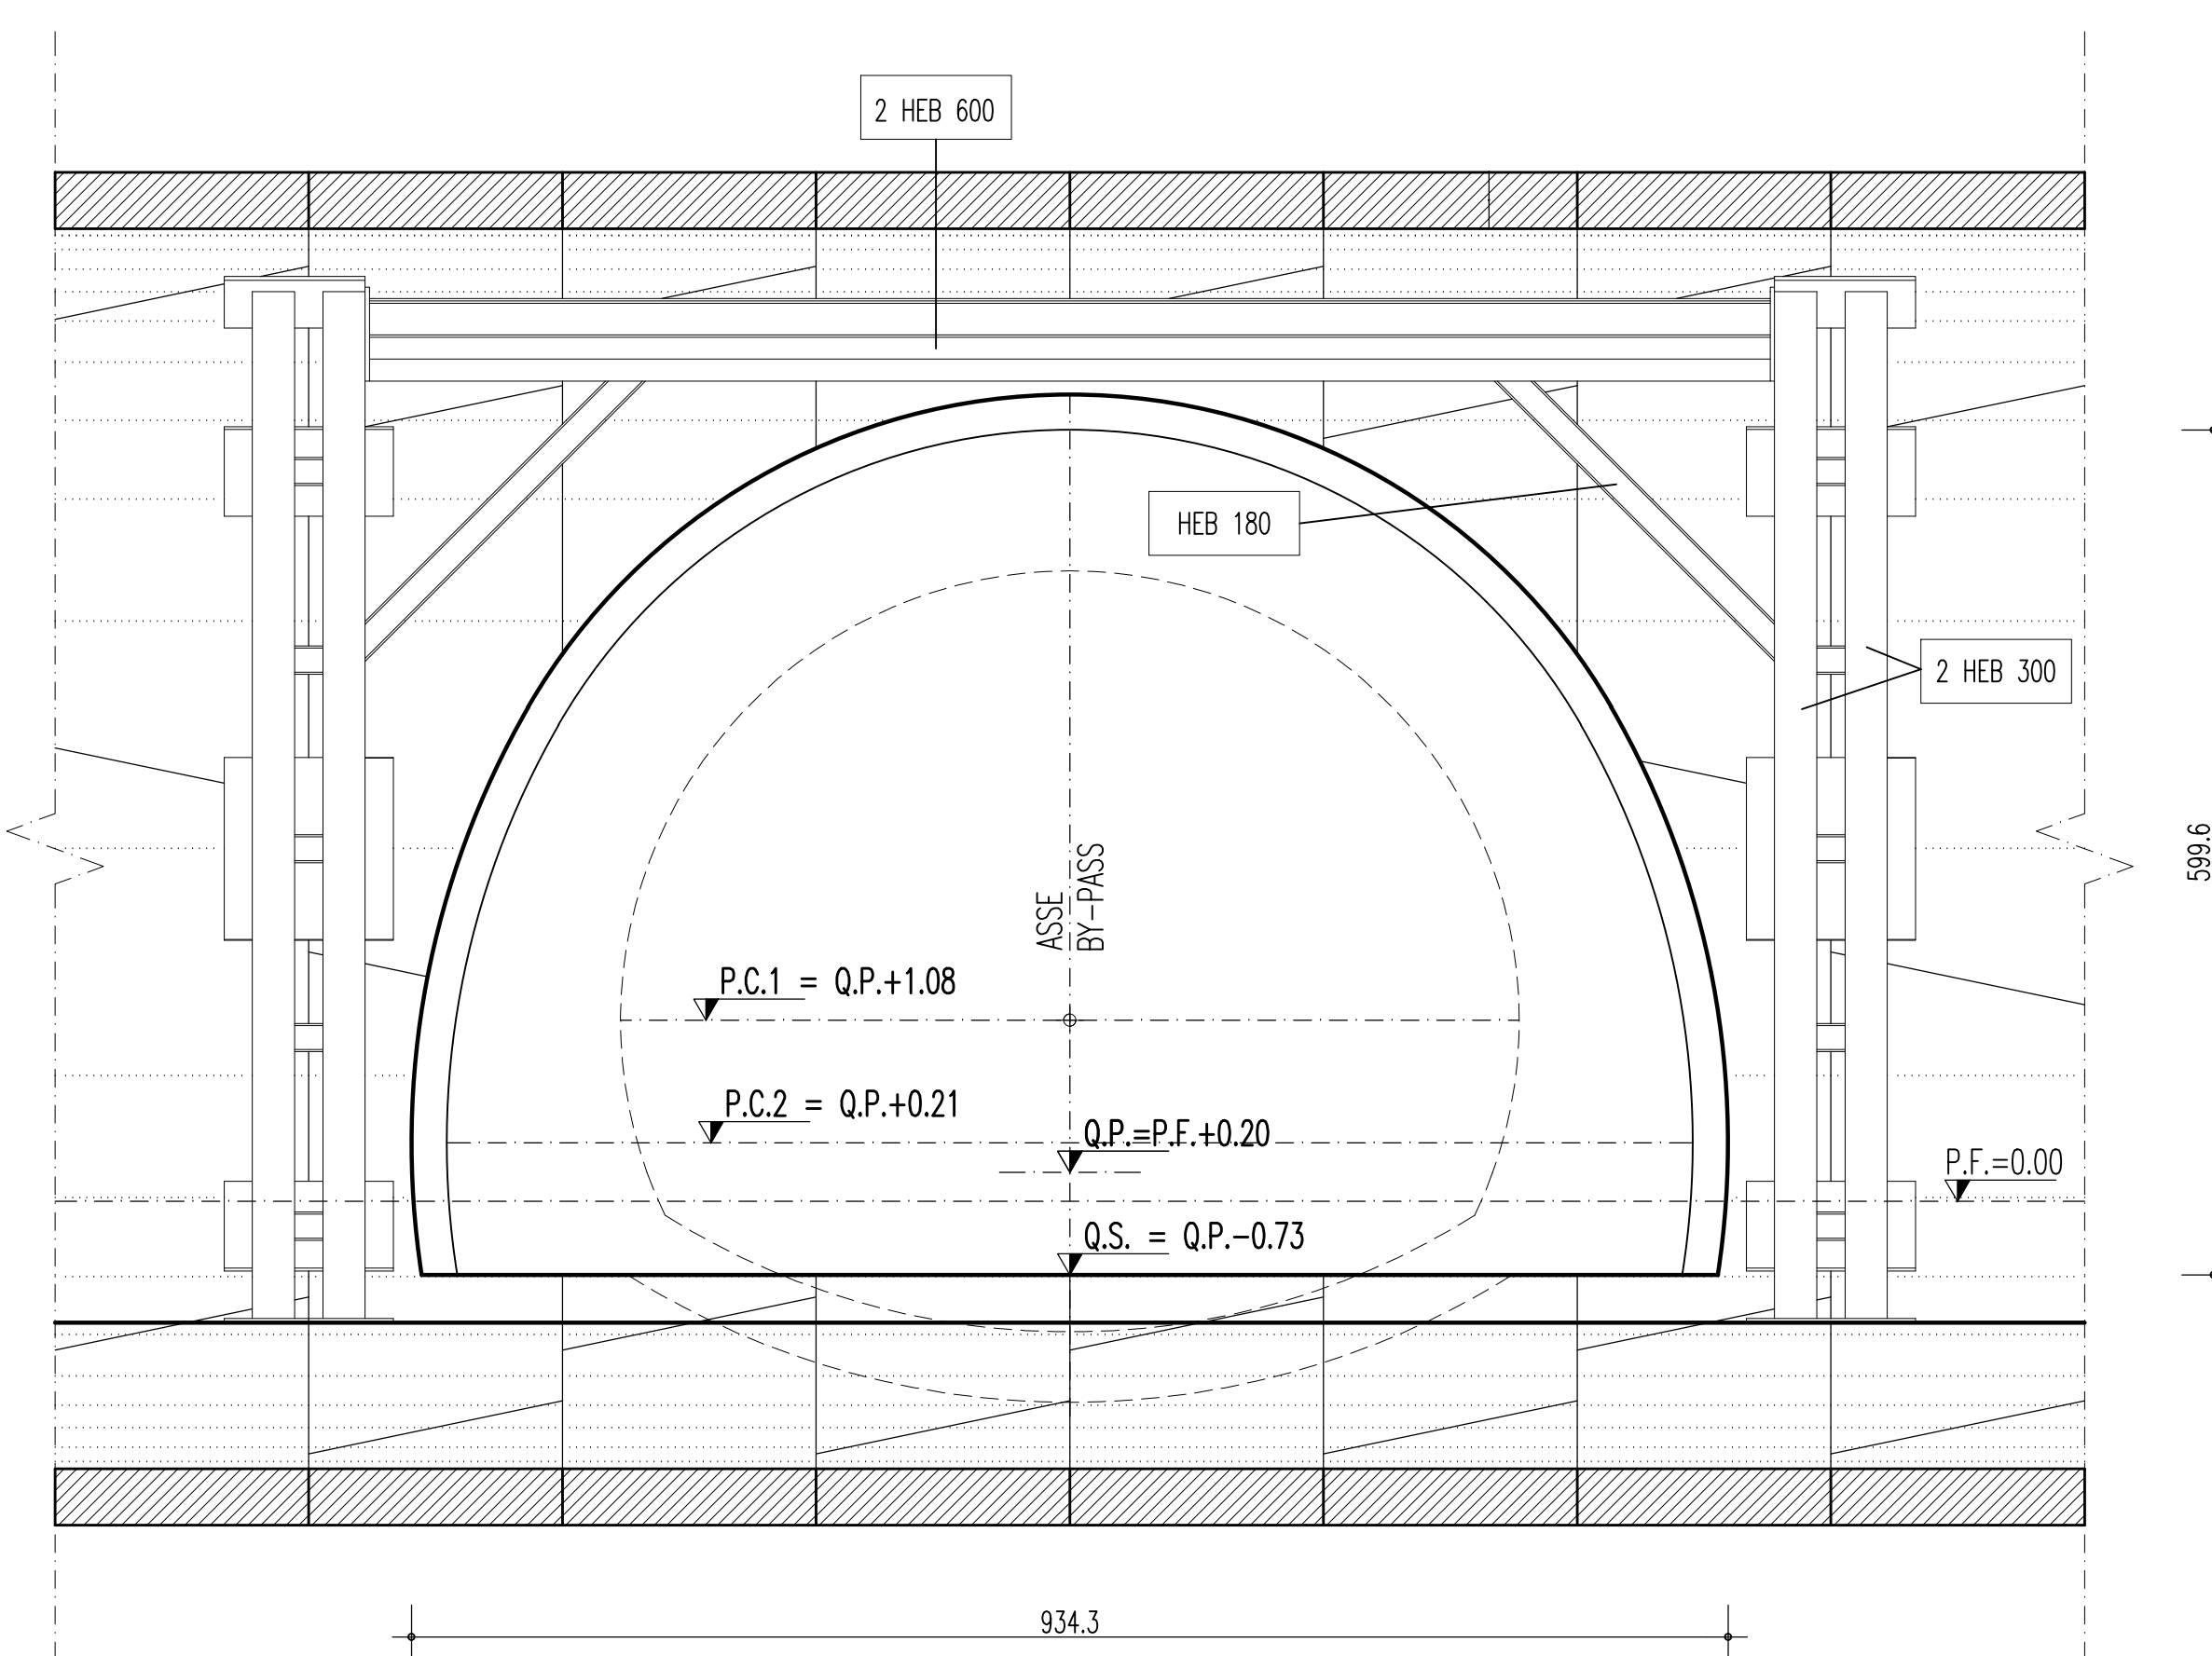 2 HEB 600
HEB 180
2 HEB 300
599.6
ASSE
BY-PASS
P.C.1 = Q.P.+1.08
P.C.2 = Q.P.+0.21
Q.P.=P.F.+0.20
P.F.=0.00
Q.S. = Q.P.-0.73
934.3